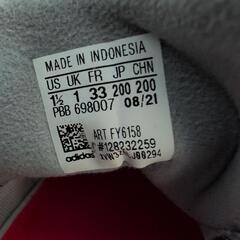 MADE IN INDONESIA
US UK FR JP CHN
1½ 1 33 200 200
PBB 698007 08/21
ART FY6158
#128232259
adidas